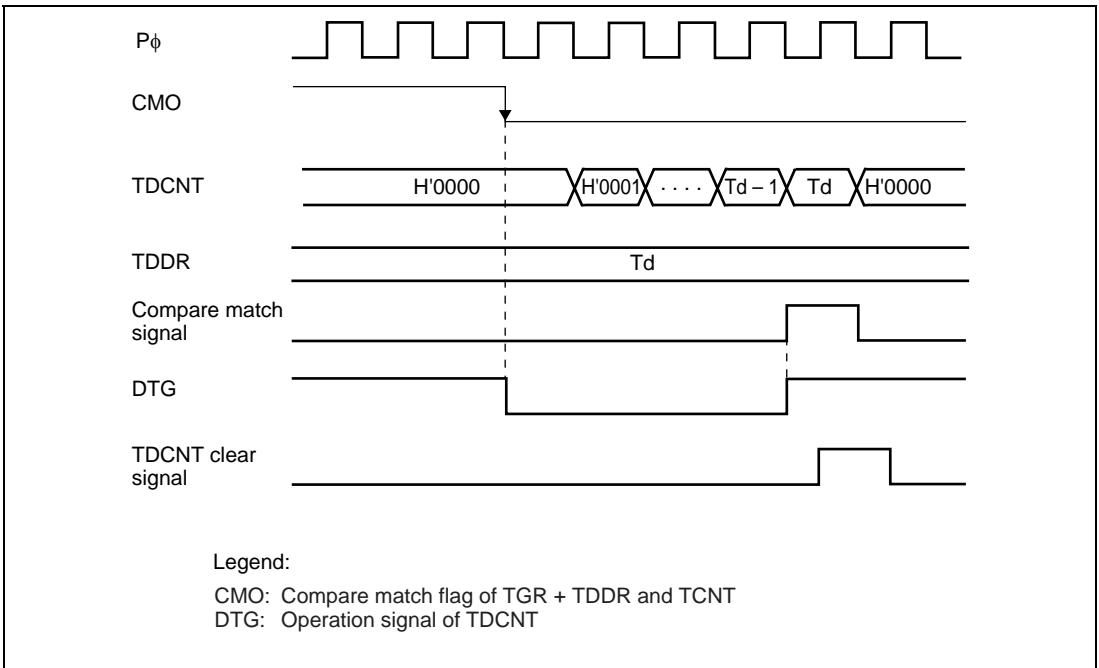 Pϕ
CMO
TDCNT H'0000 H'0001 · · · · Td – 1 Td H'0000
TDDR Td
Compare match
signal
DTG
TDCNT clear
signal
Legend:
CMO: Compare match flag of TGR + TDDR and TCNT
DTG: Operation signal of TDCNT